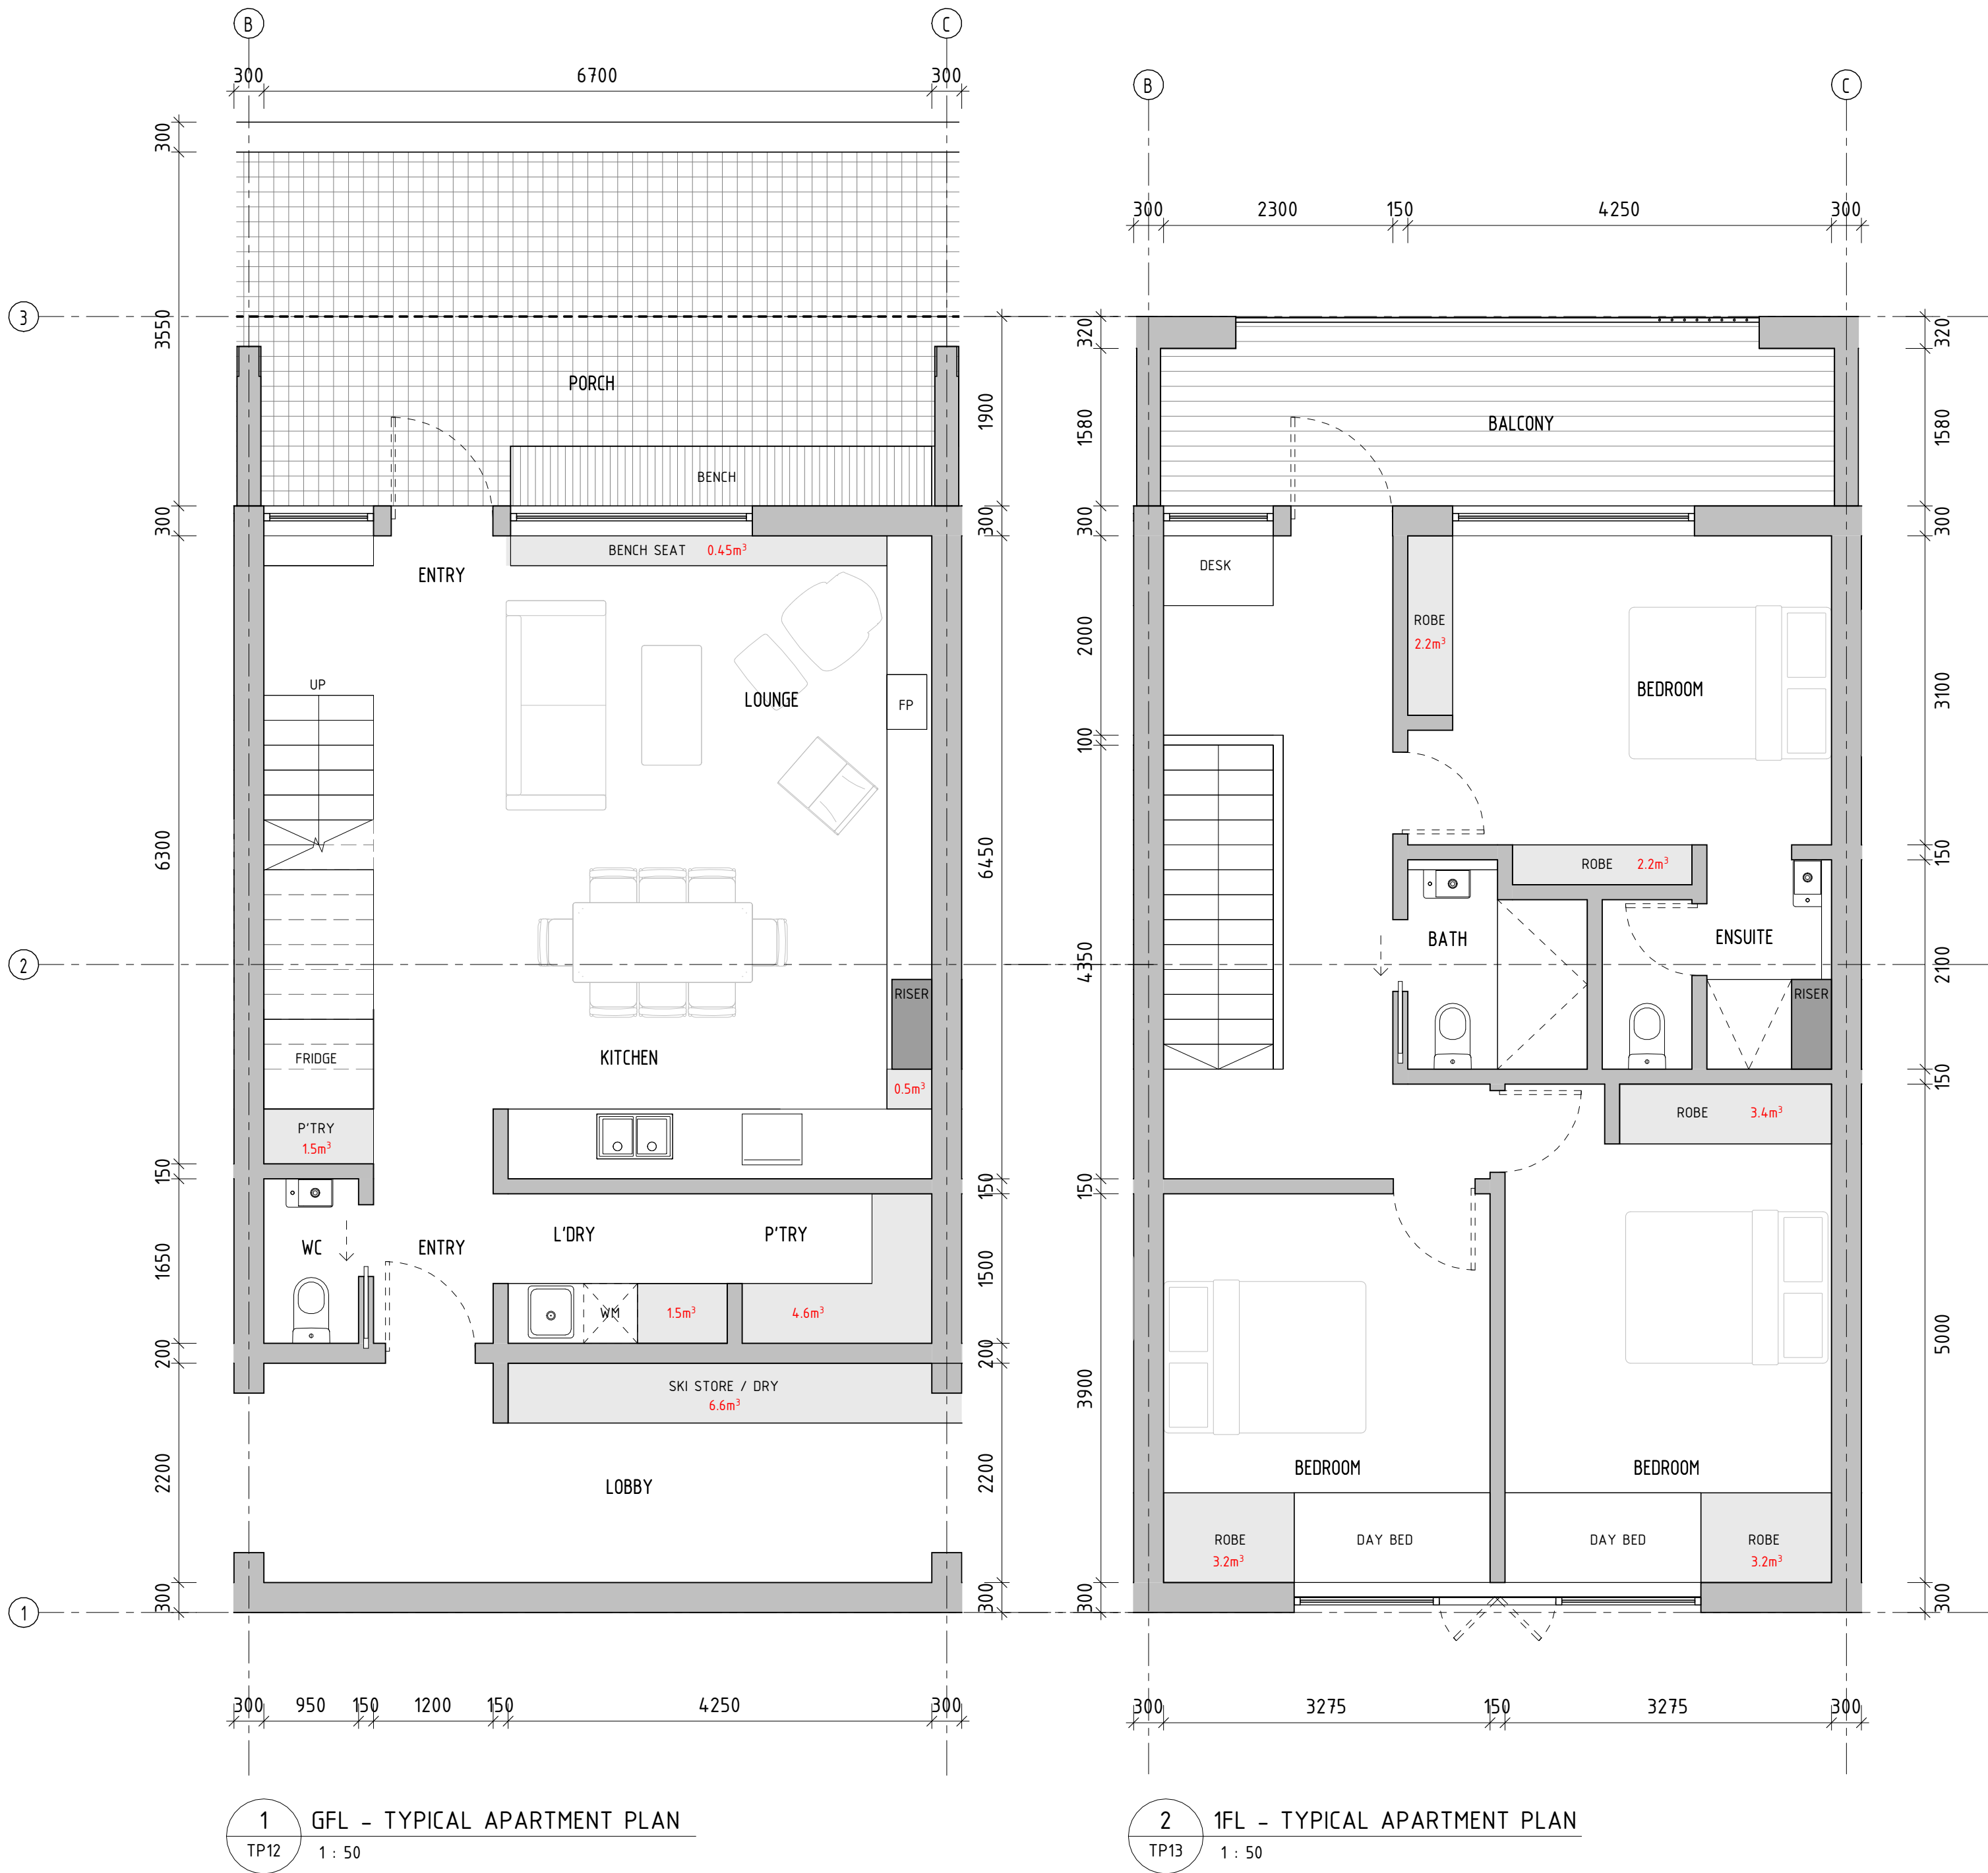 B
C
300
6700
300
300
3550
3
PORCH
BENCH
1900
300
300
BENCH SEAT 0.45m³
ENTRY
UP
LOUNGE
FP
6300
6450
2
RISER
FRIDGE
KITCHEN
0.5m³
P'TRY
1.5m³
150
150
WC
ENTRY
L'DRY
P'TRY
1650
1500
WM
1.5m³
4.6m³
200
200
SKI STORE / DRY
6.6m³
2200
2200
LOBBY
300
300
1
300
950
150
1200
150
4250
300
1
TP12
GFL - TYPICAL APARTMENT PLAN
1 : 50
B
C
300
2300
150
4250
300
320
320
1580
1580
BALCONY
300
300
DESK
ROBE
2.2m³
2000
BEDROOM
3100
100
150
ROBE 2.2m³
BATH
ENSUITE
4350
2100
RISER
150
ROBE 3.4m³
150
3900
5000
BEDROOM
BEDROOM
ROBE
3.2m³
DAY BED
DAY BED
ROBE
3.2m³
300
300
300
3275
150
3275
300
2
TP13
1FL - TYPICAL APARTMENT PLAN
1 : 50